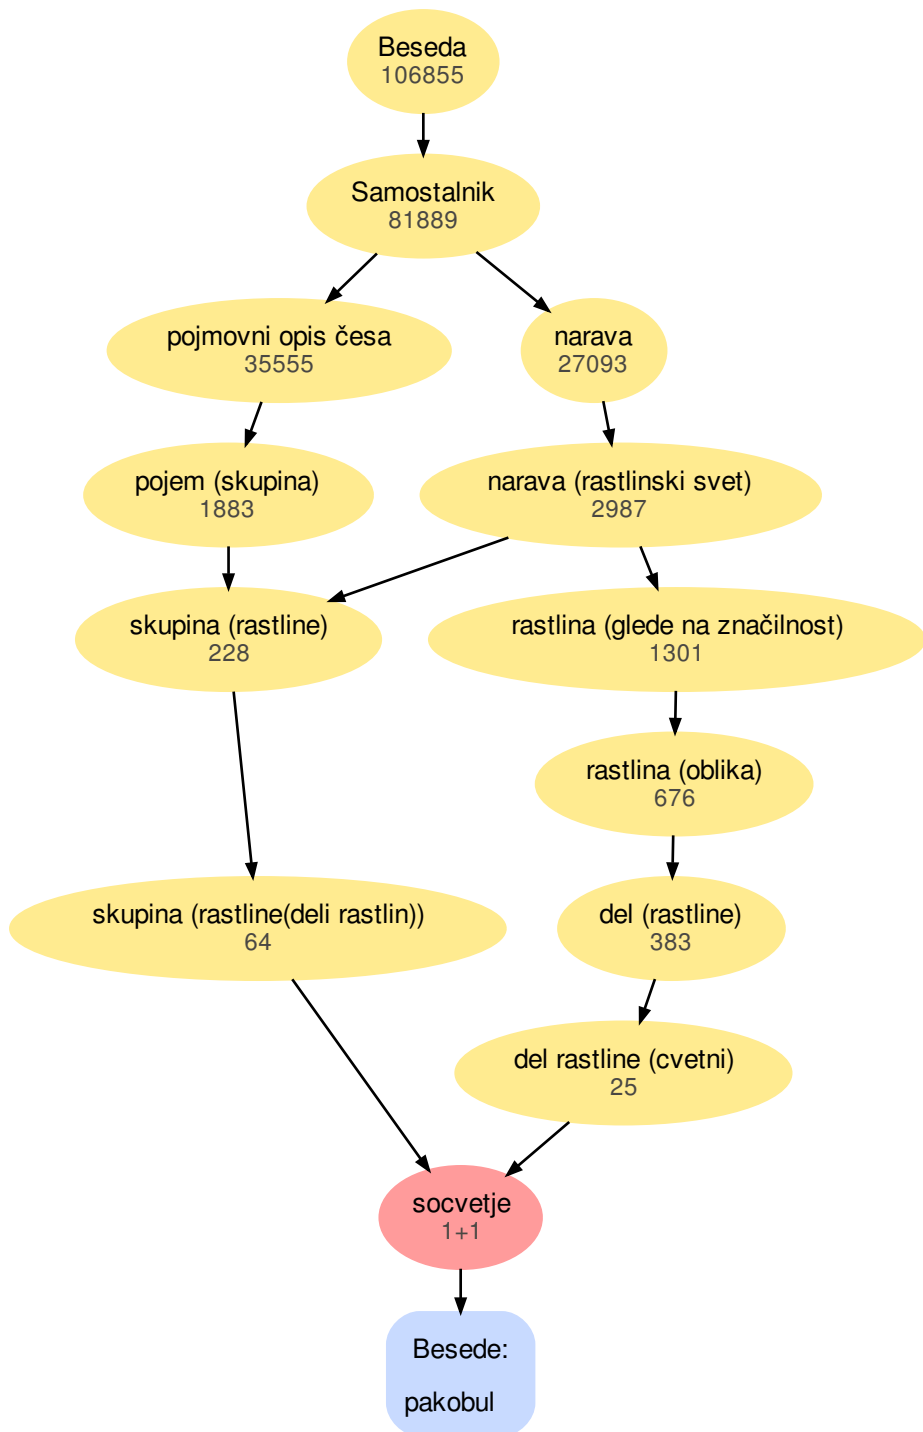 Beseda
106855
Samostalnik
81889
pojmovni opis česa
35555
narava
27093
pojem (skupina)
1883
narava (rastlinski svet)
2987
skupina (rastline)
228
rastlina (glede na značilnost)
1301
rastlina (oblika)
676
skupina (rastline(deli rastlin))
64
del (rastline)
383
del rastline (cvetni)
25
socvetje
1+1
Besede:
pakobul